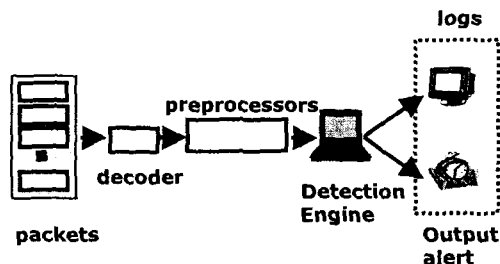 logs
preprocessors
decoder
Detection
Engine
packets
Output
alert